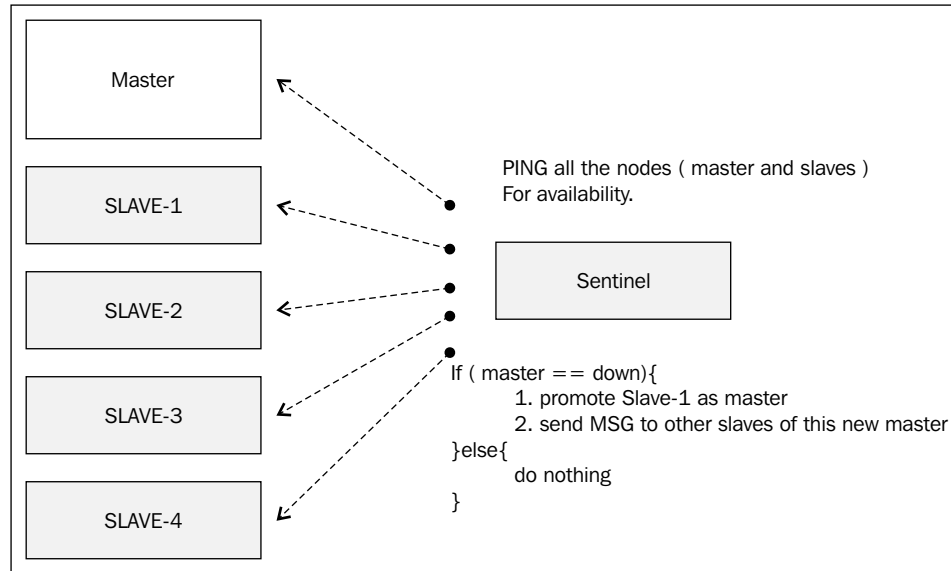 Master
SLAVE-1
SLAVE-2
SLAVE-3
SLAVE-4
PING all the nodes ( master and slaves )
For availability.
Sentinel
If ( master == down){
1. promote Slave-1 as master
2. send MSG to other slaves of this new master
}else{
do nothing
}